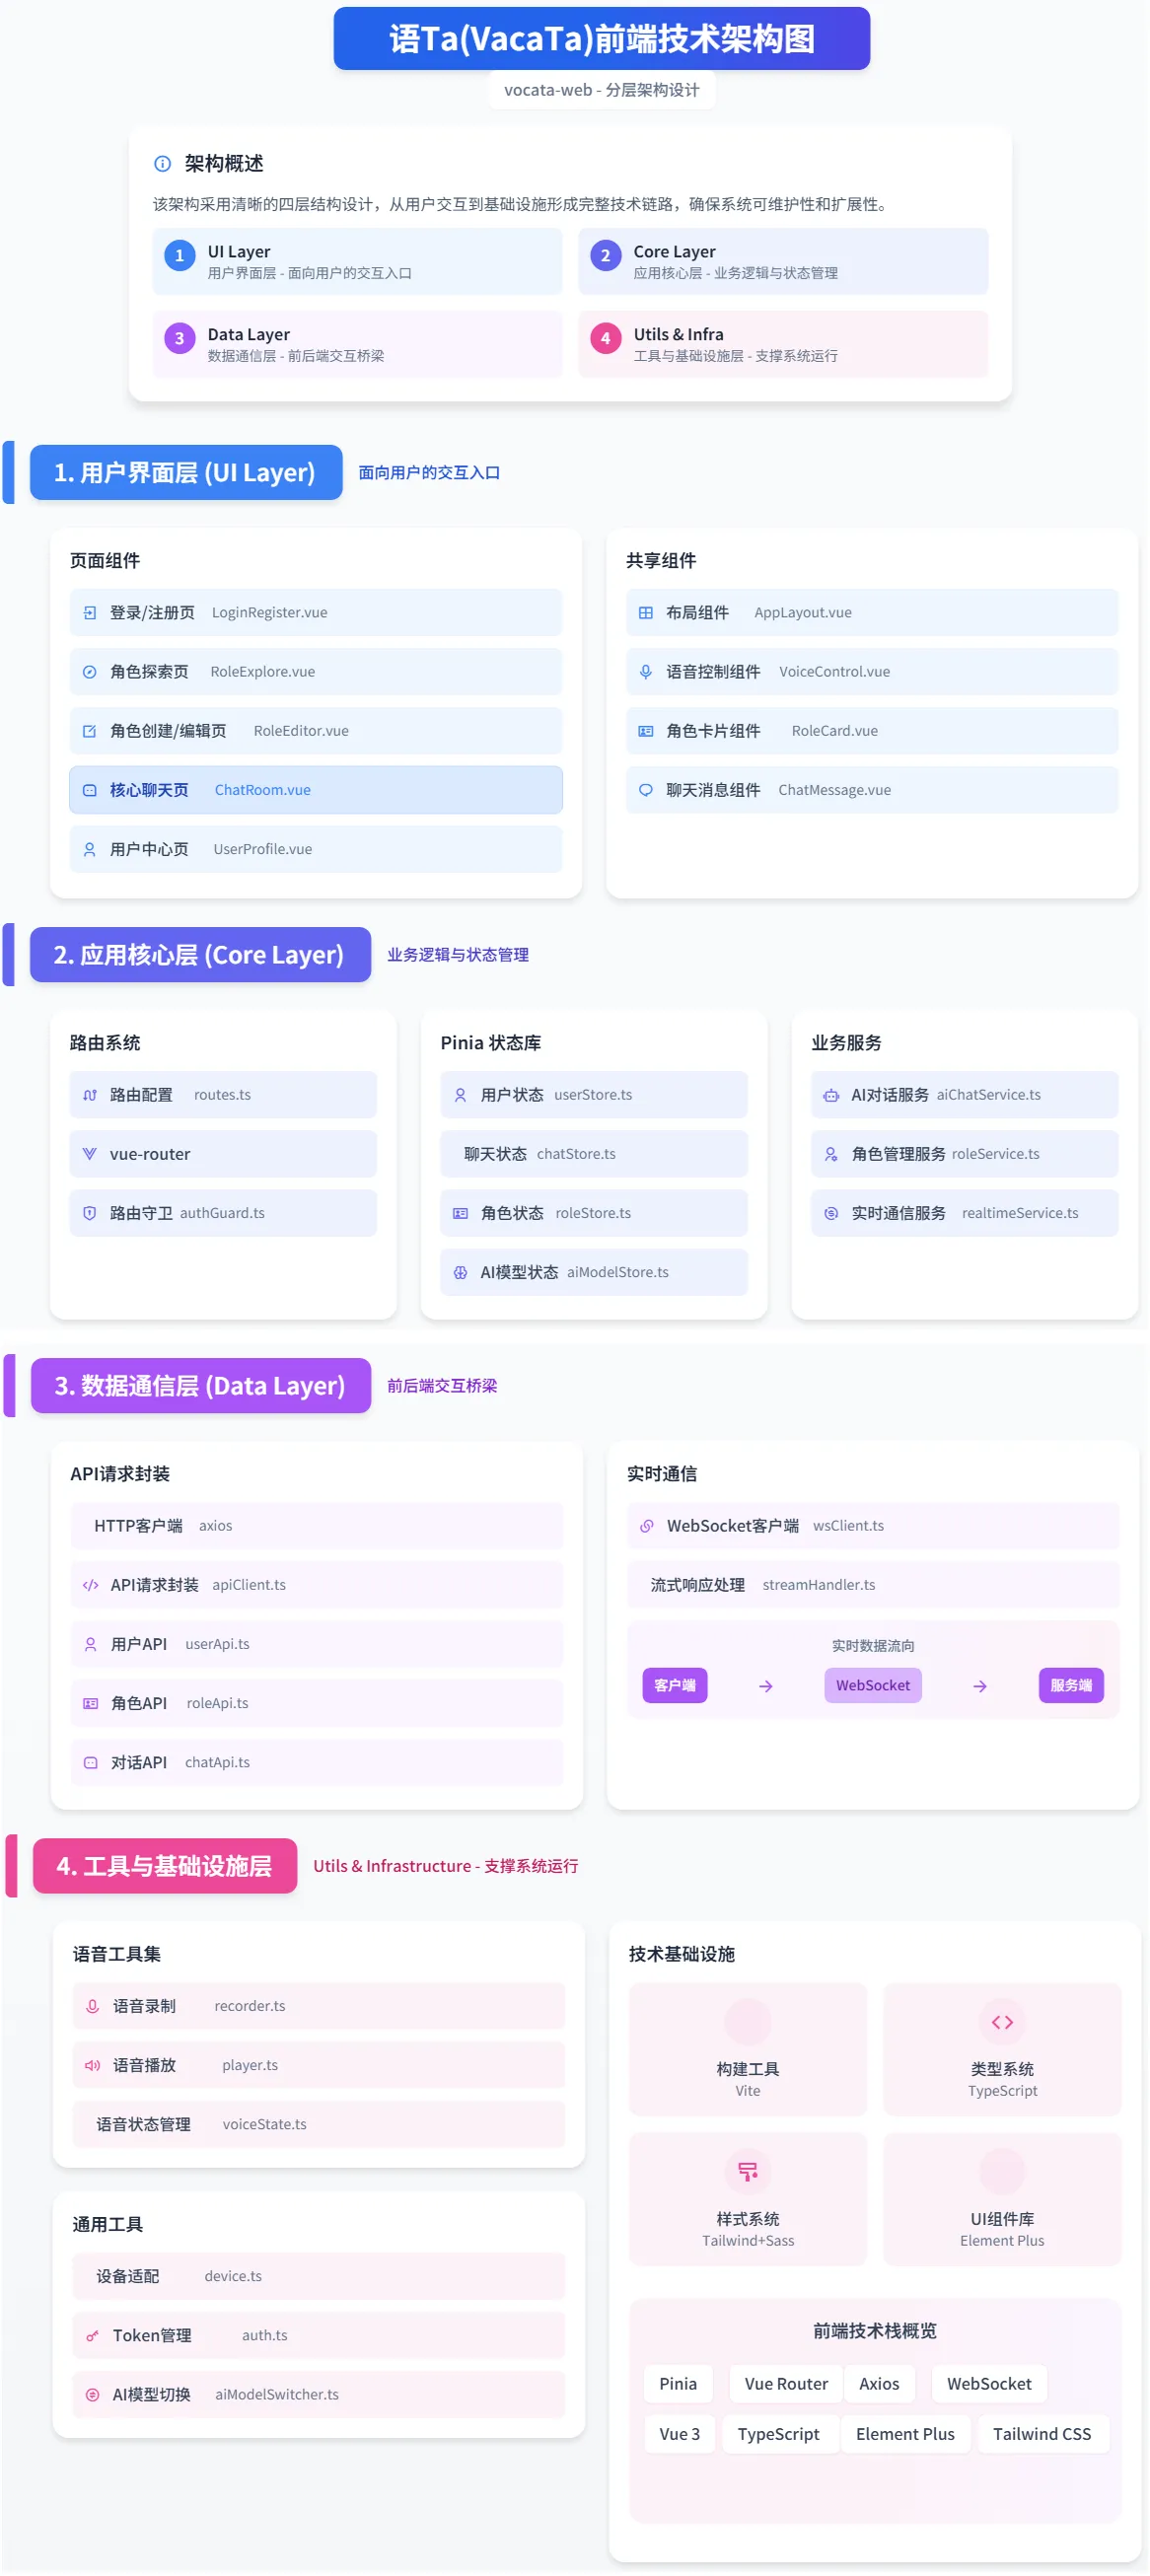 语Ta(VacaTa)前端技术架构图
vocata-web - 分层架构设计
架构概述
该架构采用清晰的四层结构设计，从用户交互到基础设施形成完整技术链路，确保系统可维护性和扩展性。
1 UI Layer
用户界面层 - 面向用户的交互入口
2 Core Layer
应用核心层 - 业务逻辑与状态管理
3 Data Layer
数据通信层 - 前后端交互桥梁
4 Utils & Infra
工具与基础设施层 - 支撑系统运行
1. 用户界面层 (UI Layer) 面向用户的交互入口
页面组件
登录/注册页 LoginRegister.vue
角色探索页 RoleExplore.vue
角色创建/编辑页 RoleEditor.vue
核心聊天页 ChatRoom.vue
用户中心页 UserProfile.vue
共享组件
布局组件 AppLayout.vue
语音控制组件 VoiceControl.vue
角色卡片组件 RoleCard.vue
聊天消息组件 ChatMessage.vue
2. 应用核心层 (Core Layer) 业务逻辑与状态管理
路由系统
路由配置 routes.ts
vue-router
路由守卫 authGuard.ts
Pinia 状态库
用户状态 userStore.ts
聊天状态 chatStore.ts
角色状态 roleStore.ts
AI模型状态 aiModelStore.ts
业务服务
AI对话服务 aiChatService.ts
角色管理服务 roleService.ts
实时通信服务 realtimeService.ts
3. 数据通信层 (Data Layer) 前后端交互桥梁
API请求封装
HTTP客户端 axios
API请求封装 apiClient.ts
用户API userApi.ts
角色API roleApi.ts
对话API chatApi.ts
实时通信
WebSocket客户端 wsClient.ts
流式响应处理 streamHandler.ts
实时数据流向
客户端 → WebSocket → 服务端
4. 工具与基础设施层 Utils & Infrastructure - 支撑系统运行
语音工具集
语音录制 recorder.ts
语音播放 player.ts
语音状态管理 voiceState.ts
通用工具
设备适配 device.ts
Token管理 auth.ts
AI模型切换 aiModelSwitcher.ts
技术基础设施
构建工具
Vite
类型系统
TypeScript
样式系统
Tailwind+Sass
UI组件库
Element Plus
前端技术栈概览
Pinia Vue Router Axios WebSocket
Vue 3 TypeScript Element Plus Tailwind CSS